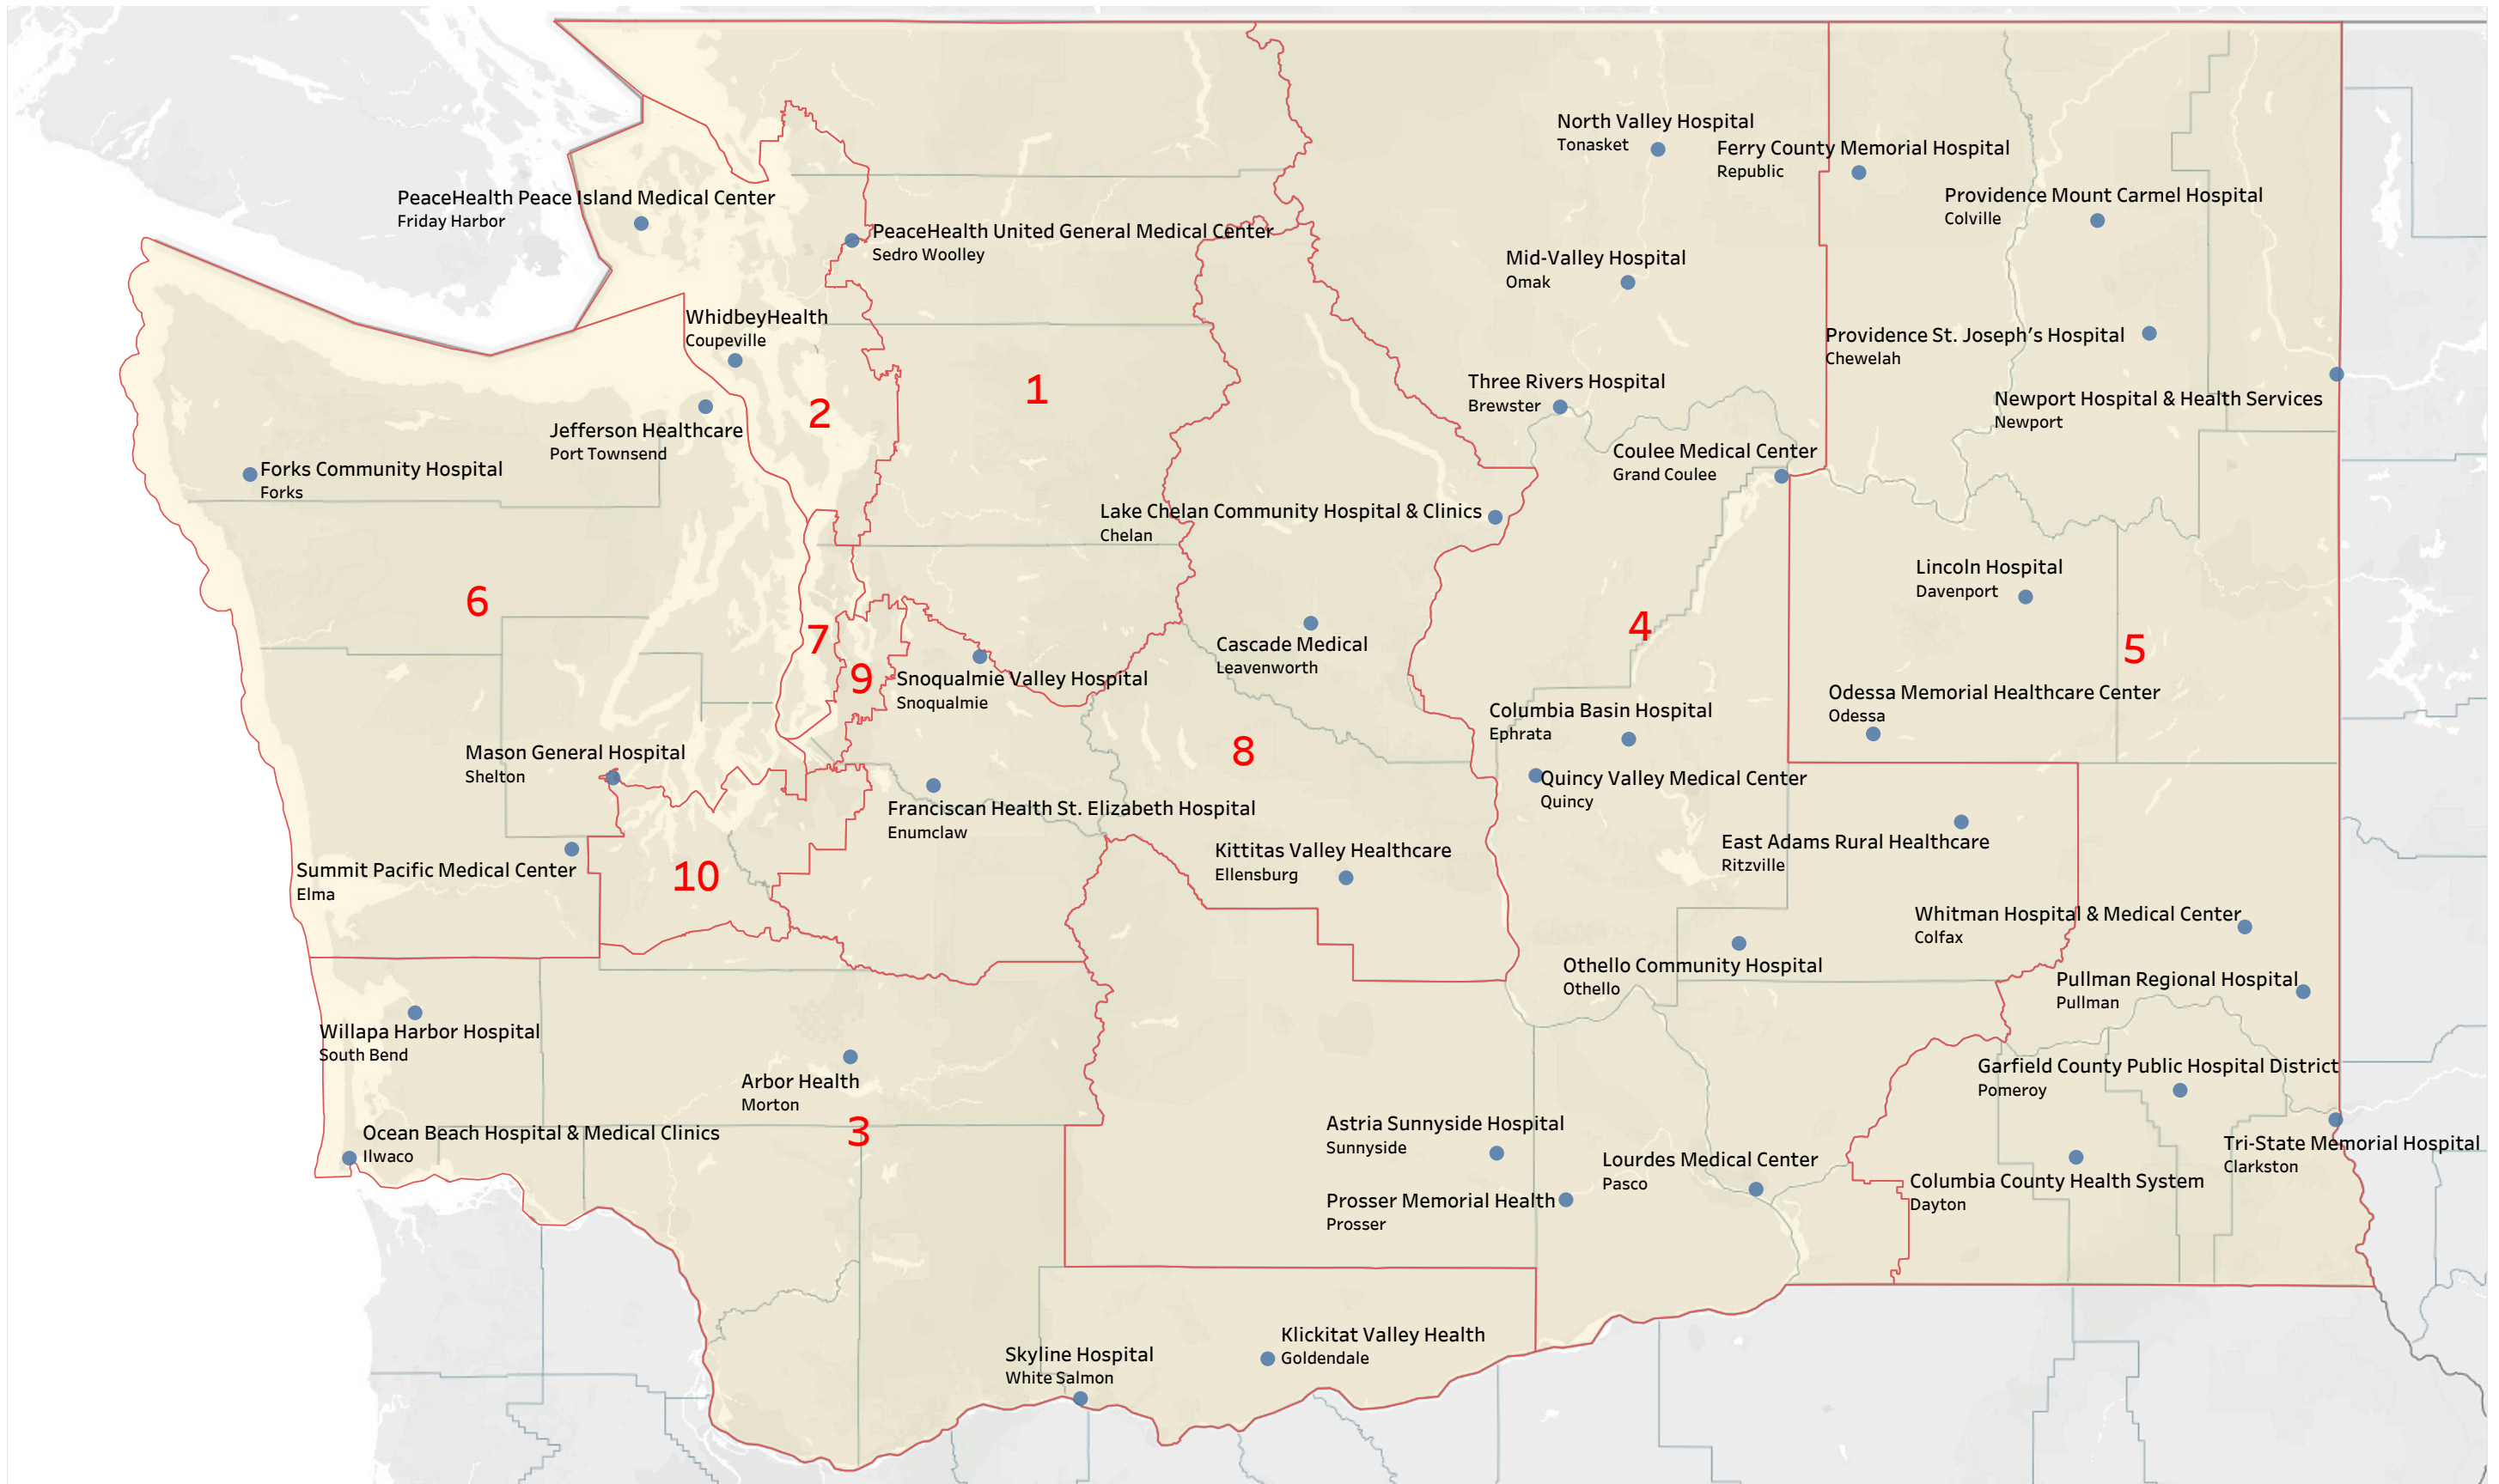 North Valley Hospital
Tonasket
Ferry County Memorial Hospital
Republic
PeaceHealth Peace Island Medical Center
Friday Harbor
Providence Mount Carmel Hospital
Colville
PeaceHealth United General Medical Center
Sedro Woolley
Mid-Valley Hospital
Omak
WhidbeyHealth
Coupeville
Providence St. Joseph’s Hospital
Chewelah
1
2
Three Rivers Hospital
Brewster
Newport Hospital & Health Services
Newport
Jefferson Healthcare
Port Townsend
Coulee Medical Center
Grand Coulee
Forks Community Hospital
Forks
Lake Chelan Community Hospital & Clinics
Chelan
Lincoln Hospital
Davenport
6
7
4
5
Cascade Medical
Leavenworth
9
Snoqualmie Valley Hospital
Snoqualmie
Odessa Memorial Healthcare Center
Odessa
Columbia Basin Hospital
Ephrata
8
Mason General Hospital
Shelton
Quincy Valley Medical Center
Quincy
Franciscan Health St. Elizabeth Hospital
Enumclaw
East Adams Rural Healthcare
Ritzville
Kittitas Valley Healthcare
Ellensburg
Summit Pacific Medical Center
Elma
10
Whitman Hospital & Medical Center
Colfax
Othello Community Hospital
Othello
Pullman Regional Hospital
Pullman
Willapa Harbor Hospital
South Bend
Garfield County Public Hospital District
Pomeroy
Arbor Health
Morton
3
Astria Sunnyside Hospital
Sunnyside
Ocean Beach Hospital & Medical Clinics
Ilwaco
Tri-State Memorial Hospital
Clarkston
Lourdes Medical Center
Pasco
Columbia County Health System
Dayton
Prosser Memorial Health
Prosser
Klickitat Valley Health
Goldendale
Skyline Hospital
White Salmon